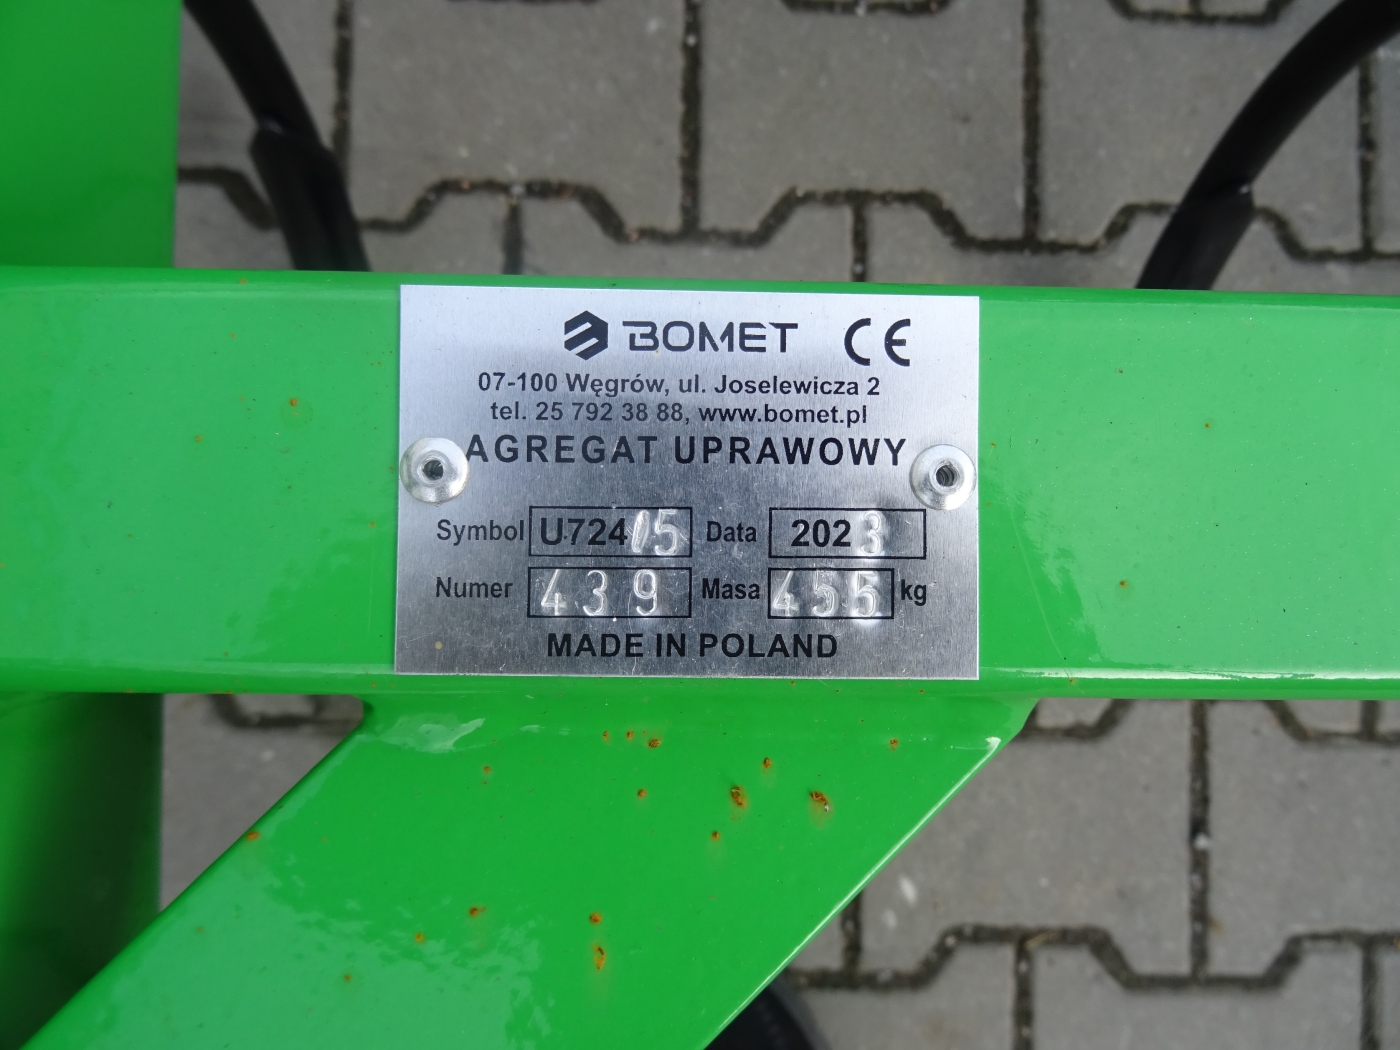 BOMET CE
07-100 Węgrów, ul. Joselewicza 2
tel. 25 792 38 88, www.bomet.pl
AGREGAT UPRAWOWY
Symbol U724/5 Data 2023
Numer 439 Masa 455 kg
MADE IN POLAND